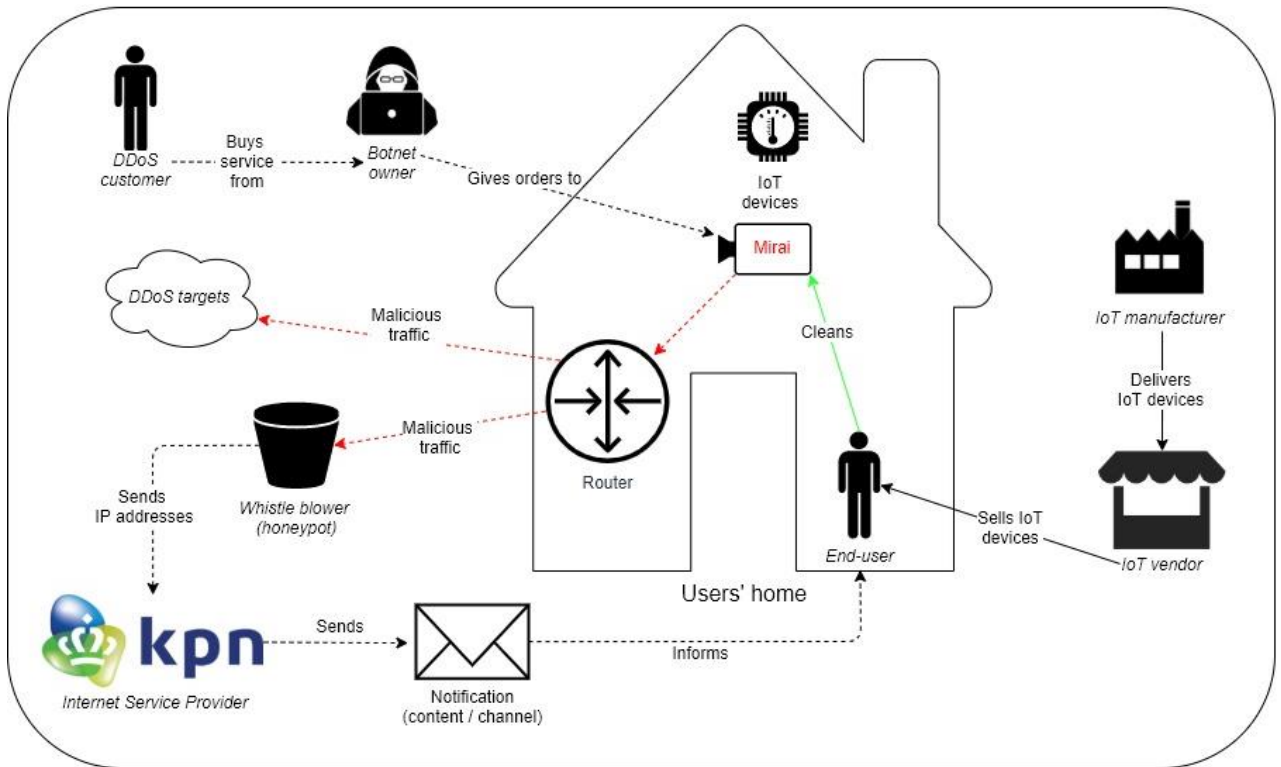 DDoS
customer
Buys
service
from
Botnet
owner
Gives orders to
IoT
devices
Mirai
DDoS targets
Malicious
traffic
Cleans
IoT manufacturer
Delivers
IoT devices
Malicious
traffic
Router
Whistle blower
(honeypot)
Sends
IP addresses
End-user
Sells IoT
devices
IoT vendor
Users' home
kpn
Internet Service Provider
Sends
Notification
(content / channel)
Informs